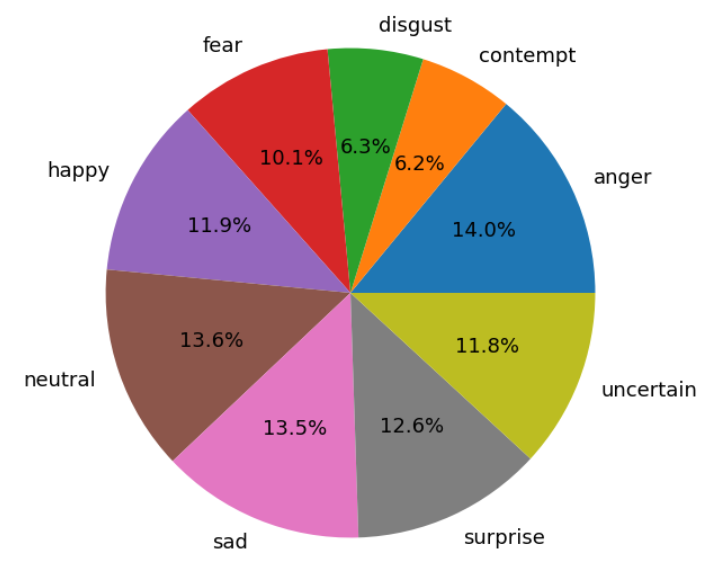 disgust
fear
contempt
6.3%
10.1%
6.2%
happy
anger
11.9%
14.0%
13.6%
11.8%
neutral
uncertain
13.5%
12.6%
sad
surprise